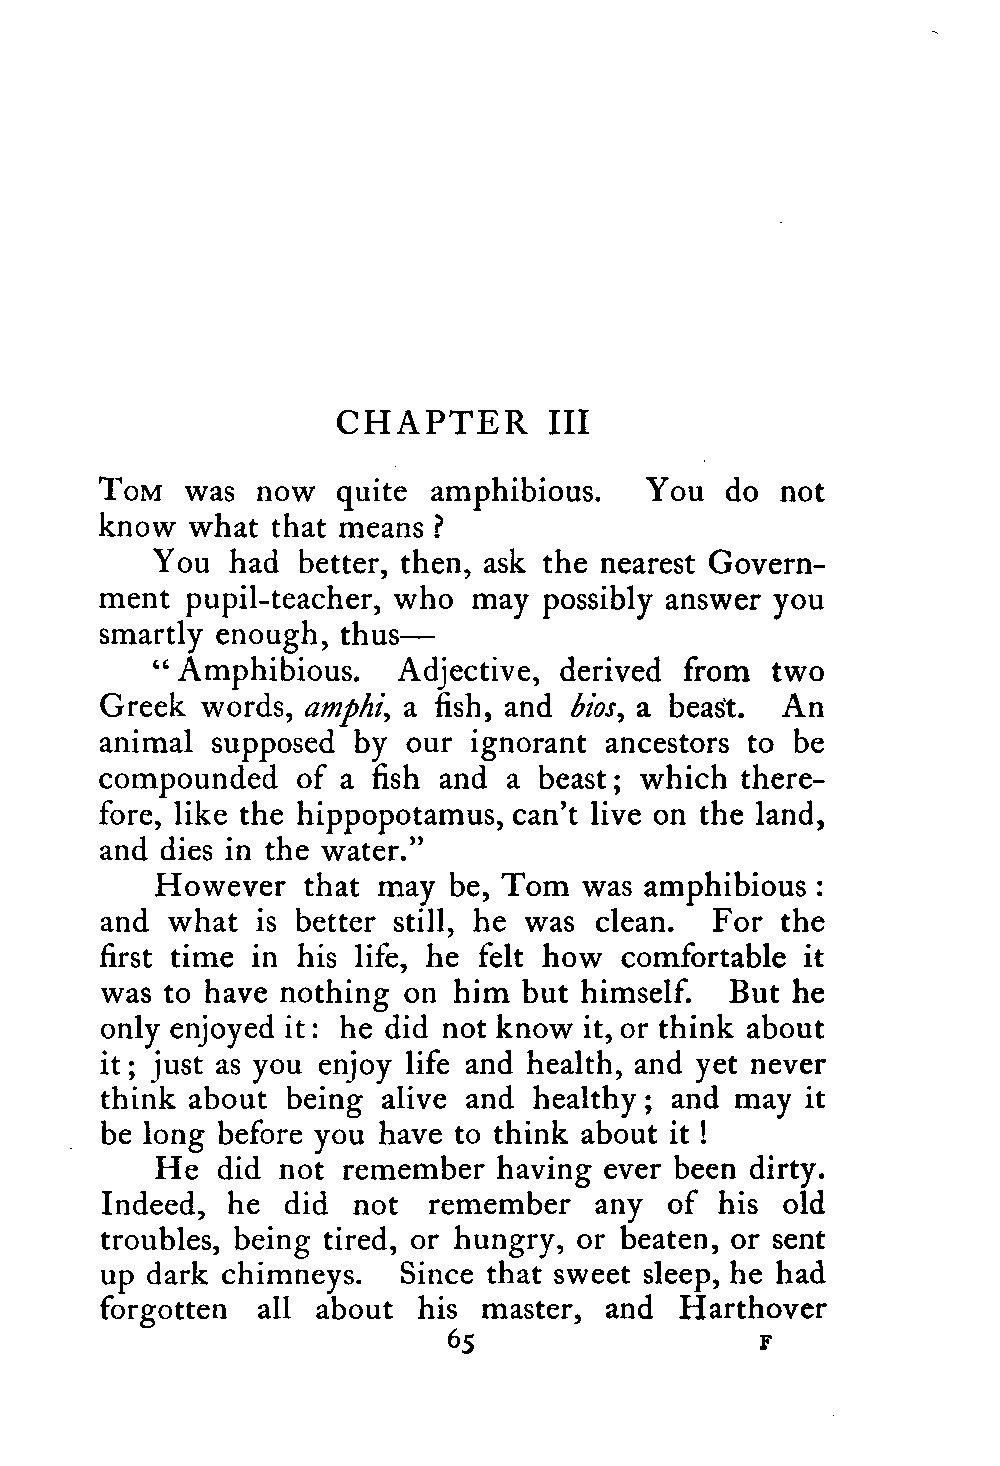 CHAPTER III
Tom was now quite amphibious. You do not
know what that means ?
You had better, then, ask the nearest Govern-
ment pupil-teacher, who may possibly answer you
smartly enough, thus—
“ Amphibious. Adjective, derived from two
Greek words, amphi, a fish, and bios, a beast. An
animal supposed by our ignorant ancestors to be
compounded of a fish and a beast ; which there-
fore, like the hippopotamus, can't live on the land,
and dies in the water.”
However that may be, Tom was amphibious :
and what is better still, he was clean. For the
first time in his life, he felt how comfortable it
was to have nothing on him but himself. But he
only enjoyed it : he did not know it, or think about
it ; just as you enjoy life and health, and yet never
think about being alive and healthy ; and may it
be long before you have to think about it !
He did not remember having ever been dirty.
Indeed, he did not remember any of his old
troubles, being tired, or hungry, or beaten, or sent
up dark chimneys. Since that sweet sleep, he had
forgotten all about his master, and Harthover
65 F